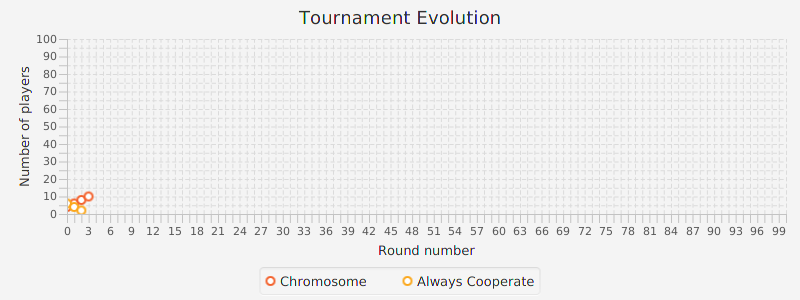 Tournament Evolution
Number of players
100
90
80
70
60
50
40
30
20
10
0
0 3 6 9 12 15 18 21 24 27 30 33 36 39 42 45 48 51 54 57 60 63 66 69 72 75 78 81 84 87 90 93 96 99
Round number
Chromosome Always Cooperate